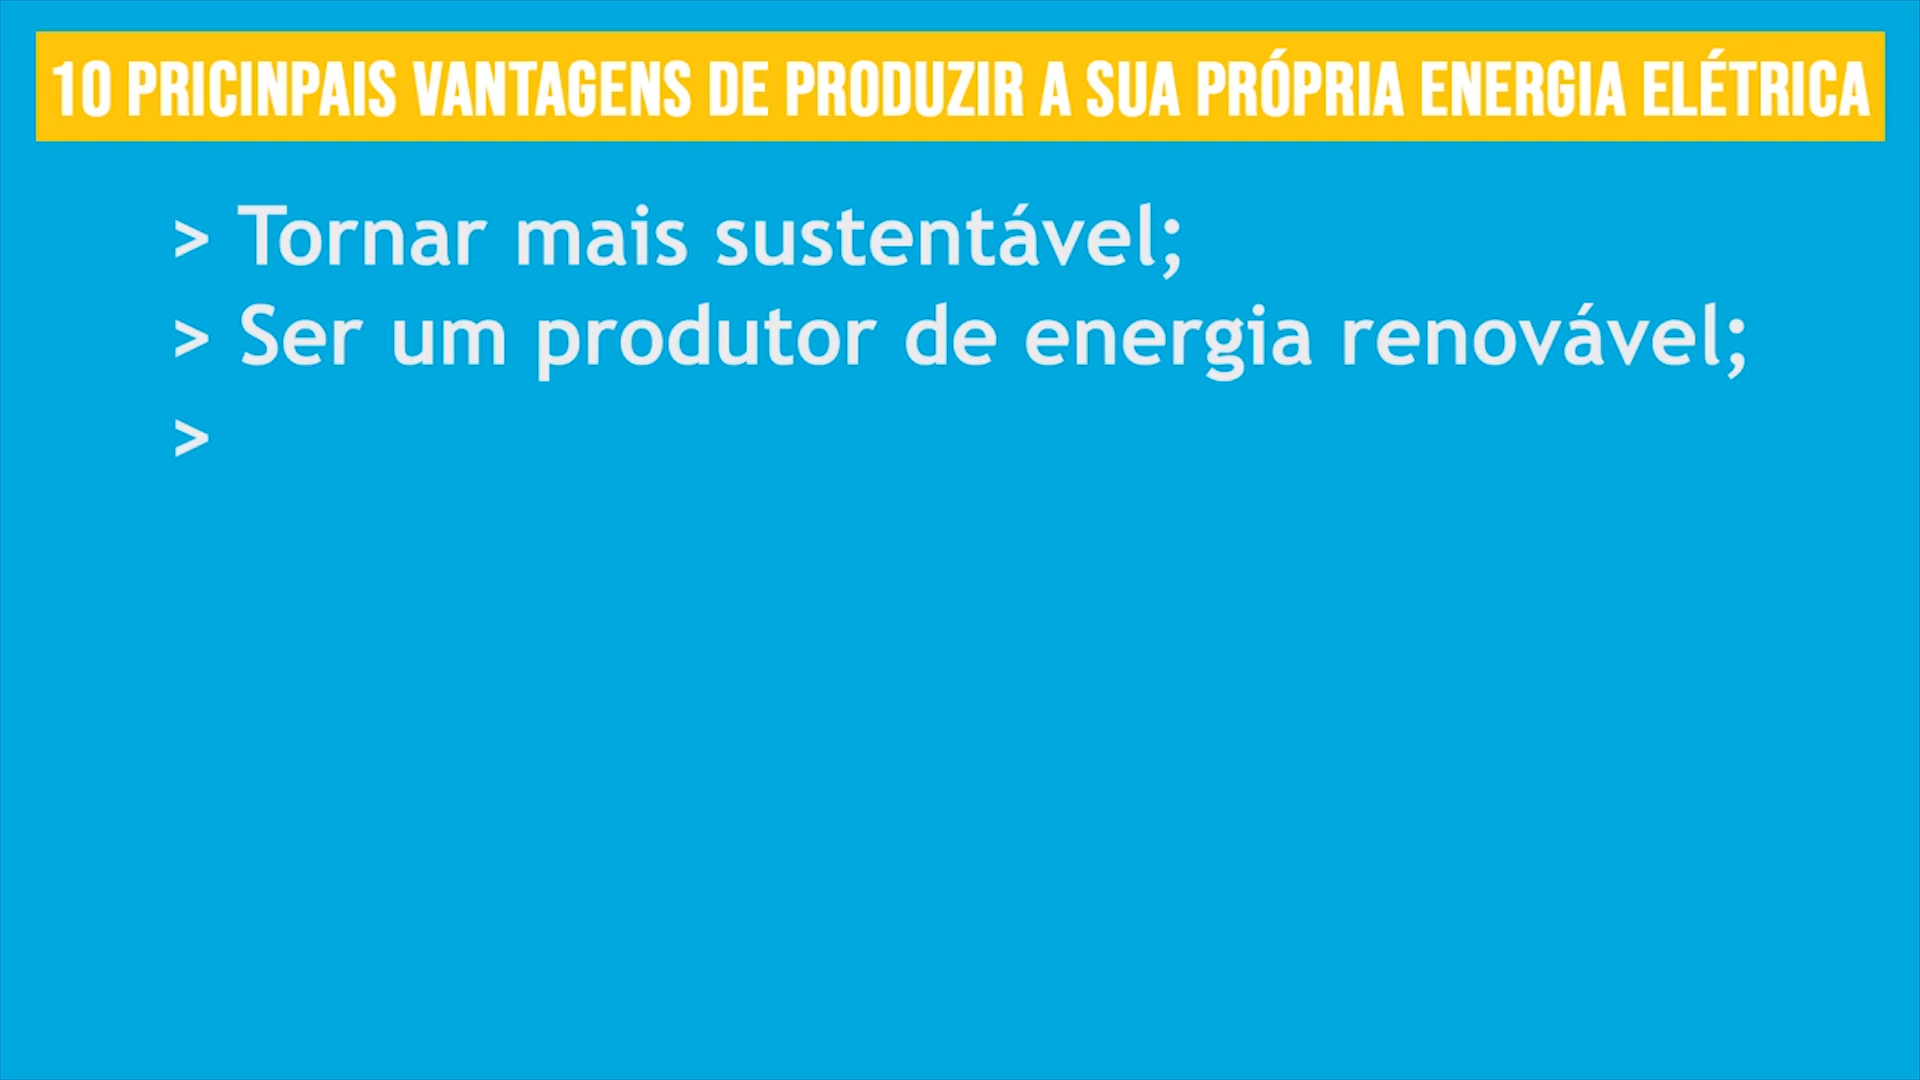 10 PRICINPAIS VANTAGENS DE PRODUZIR A SUA PRÓPRIA ENERGIA ELÉTRICA
> Tornar mais sustentável;
> Ser um produtor de energia renovável;
>